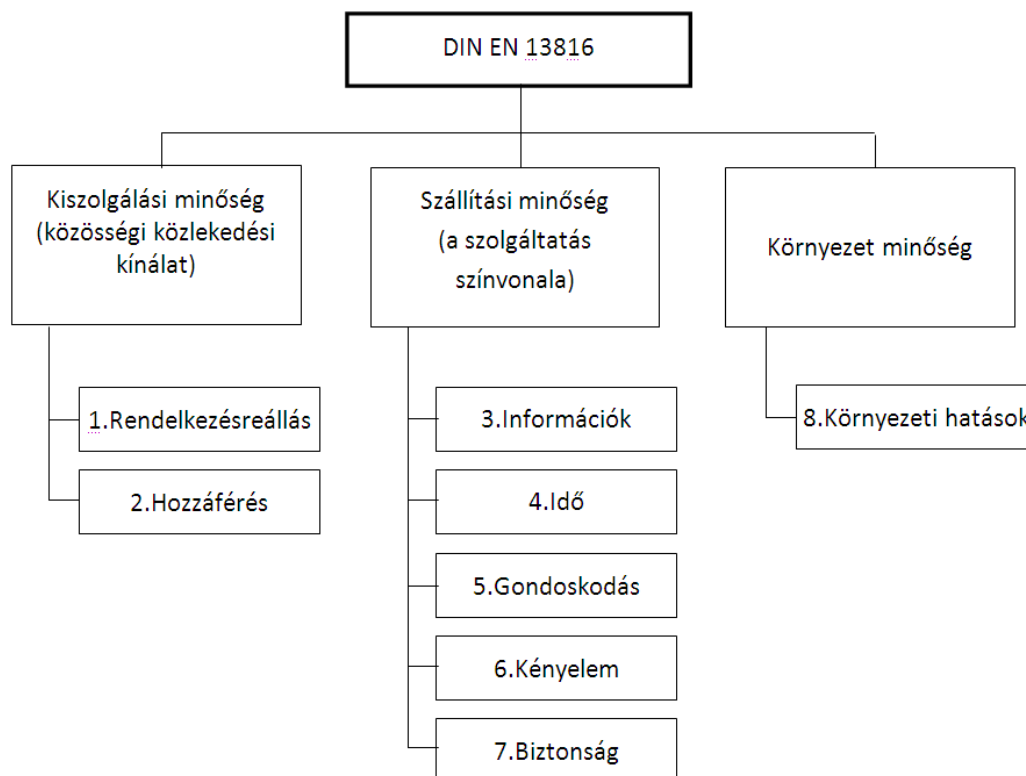 DIN EN 13816
Kiszolgálási minőség
(közösségi közlekedési
kínálat)
1.Rendelkezésreállás
2.Hozzáférés
Szállítási minőség
(a szolgáltatás
színvonala)
3.Információk
4.Idő
5.Gondoskodás
6.Kényelem
7.Biztonság
Környezet minőség
8.Környezeti hatások